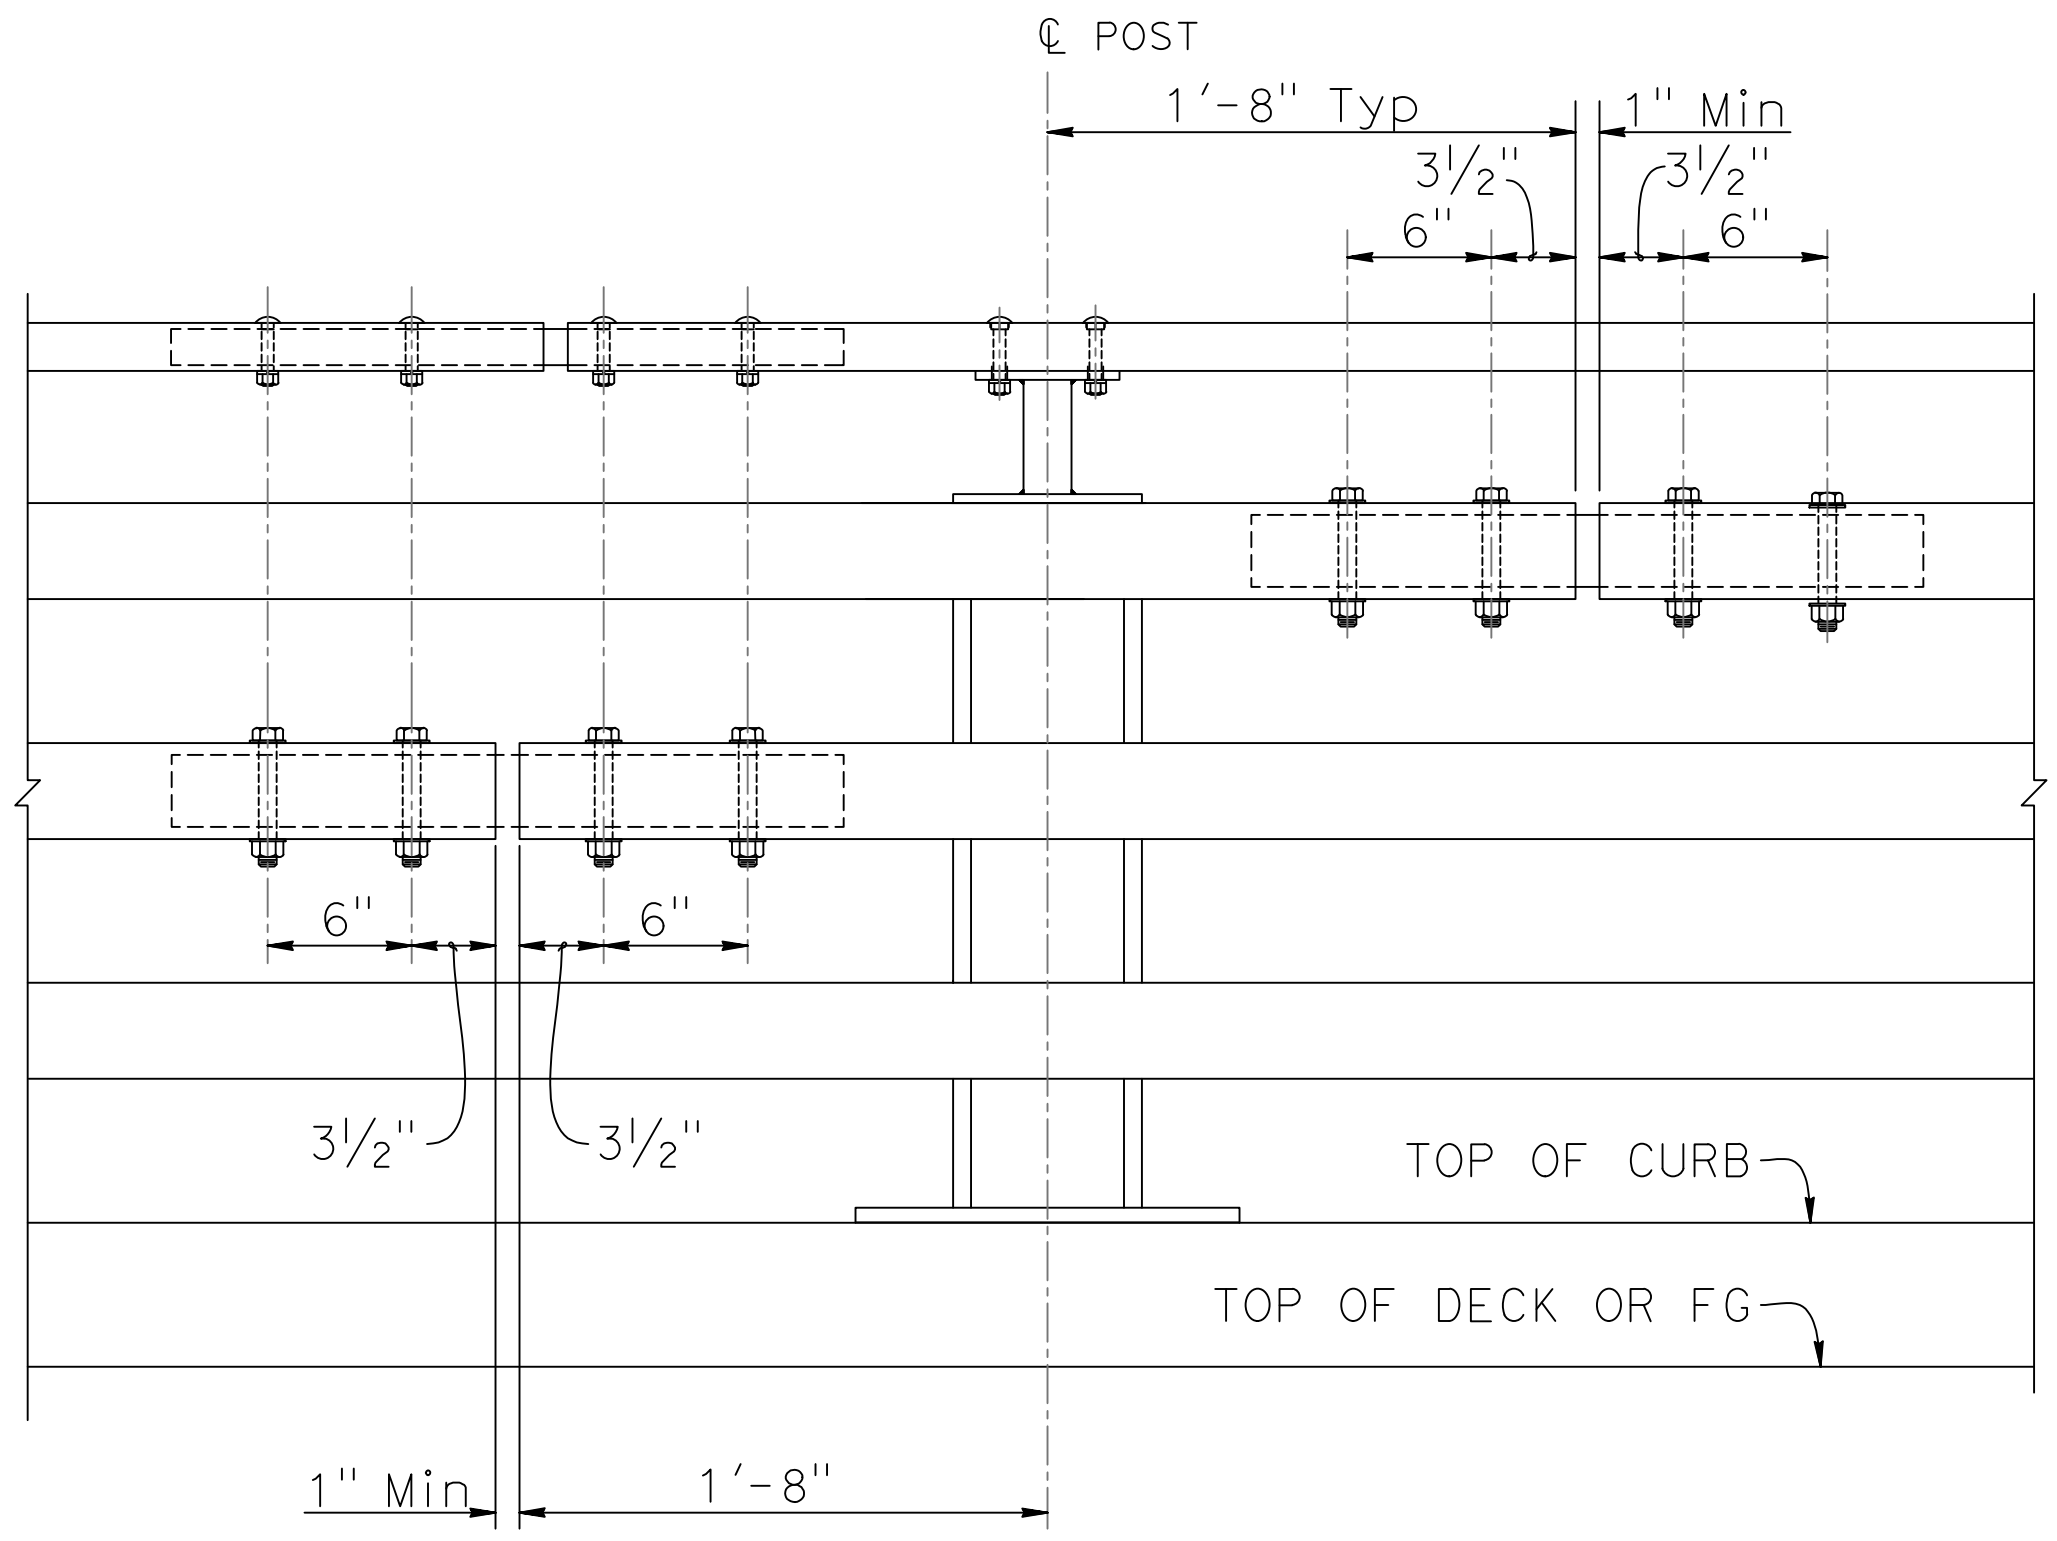 ℄ POST
1'-8" Typ
1" Min
3½"
3½"
6"
6"
6"
6"
3½"
3½"
TOP OF CURB
TOP OF DECK OR FG
1" Min
1'-8"